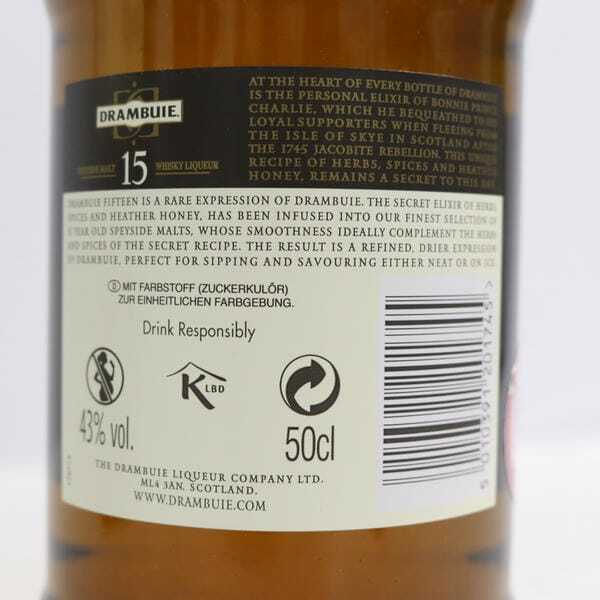 DRAMBUIE.
SPEYSIDE MALT 15 WHISKY LIQUEUR
AT THE HEART OF EVERY BOTTLE OF DRAMBUIE
IS THE PERSONAL ELIXIR OF BONNIE PRINCE
CHARLIE, WHICH HE BEQUEATHED TO HIS
LOYAL SUPPORTERS WHEN FLEEING FROM
THE ISLE OF SKYE IN SCOTLAND AFTER
THE 1745 JACOBITE REBELLION. THIS UNIQUE
RECIPE OF HERBS, SPICES AND HEATHER
HONEY, REMAINS A SECRET TO THIS DAY.
DRAMBUIE FIFTEEN IS A RARE EXPRESSION OF DRAMBUIE. THE SECRET ELIXIR OF HERBS,
SPICES AND HEATHER HONEY, HAS BEEN INFUSED INTO OUR FINEST SELECTION OF
15 YEAR OLD SPEYSIDE MALTS, WHOSE SMOOTHNESS IDEALLY COMPLEMENT THE HERBS
AND SPICES OF THE SECRET RECIPE. THE RESULT IS A REFINED, DRIER EXPRESSION
OF DRAMBUIE, PERFECT FOR SIPPING AND SAVOURING EITHER NEAT OR ON ICE.
D MIT FARBSTOFF (ZUCKERKULÖR)
ZUR EINHEITLICHEN FARBGEBUNG.
Drink Responsibly
K LBD
43% vol.
50cl
THE DRAMBUIE LIQUEUR COMPANY LTD.
ML4 3AN. SCOTLAND.
WWW.DRAMBUIE.COM
5 010391 201745